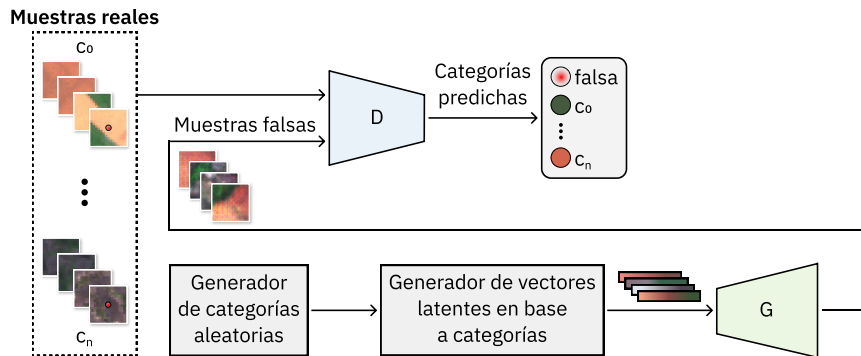 Muestras reales
c₀
cₙ
Muestras falsas
D
Categorías
predichas
falsa
c₀
cₙ
Generador
de categorías
aleatorias
Generador de vectores
latentes en base
a categorías
G